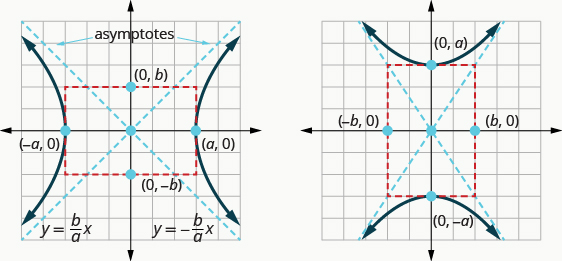 asymptotes
(0, b)
(–a, 0)
(a, 0)
(0, –b)
y = b/a x
y = – b/a x
(0, a)
(–b, 0)
(b, 0)
(0, –a)